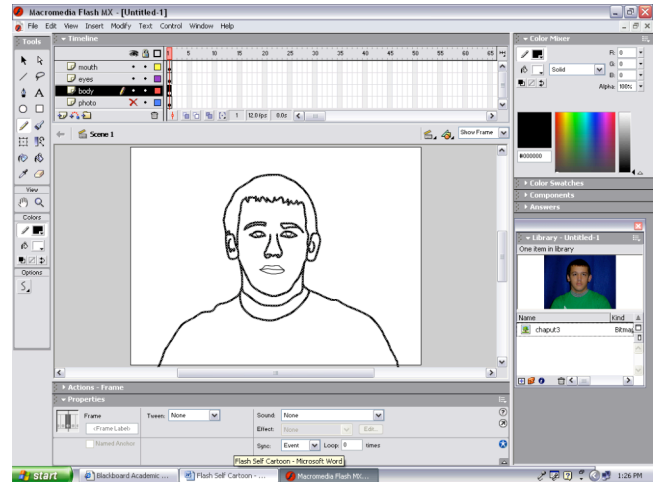 Macromedia Flash MX - [Untitled-1]
File Edit View Insert Modify Text Control Window Help
Tools
Timeline
1 5 10 15 20 25 30 35 40 45 50 55 60 65
mouth
eyes
body
photo
1 12.0 fps 0.0s
Scene 1
Show Frame
View
Colors
Options
Color Mixer
Solid
R: 0
G: 0
B: 0
Alpha: 100%
#000000
Color Swatches
Components
Answers
Library - Untitled-1
One item in library
Name Kind
chaput3 Bitmap
Actions - Frame
Properties
Frame
<Frame Label>
Named Anchor
Tween: None
Sound: None
Effect: None Edit...
Sync: Event Loop: 0 times
Flash Self Cartoon - Microsoft Word
start
Blackboard Academic ...
Flash Self Cartoon - ...
Macromedia Flash MX...
1:26 PM